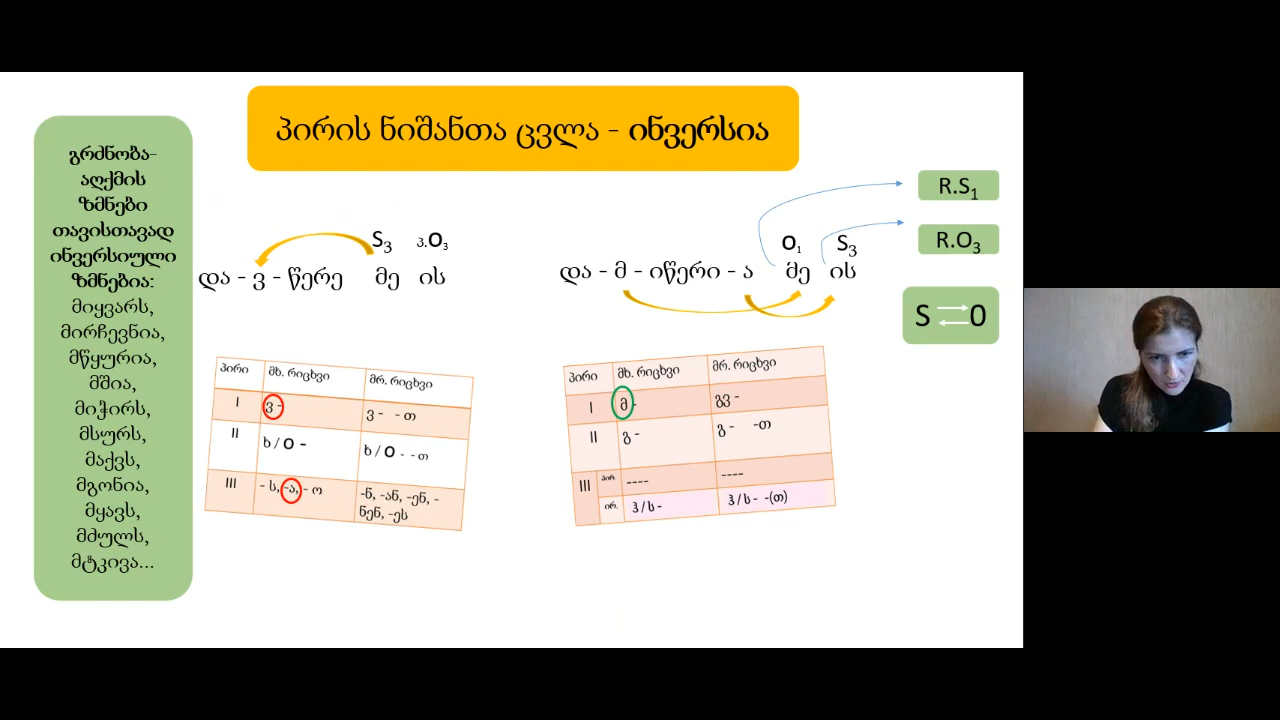 პირის ნიშანთა ცვლა - ინვერსია
გრძნობა-
აღქმის
ზმნები
თავისთავად
ინვერსიული
ზმნებია:
მიყვარს,
მირჩევნია,
მწყურია,
მშია,
მიჭირს,
მსურს,
მაქვს,
მგონია,
მყავს,
მძულს,
მტკივა...
S3 პ.O3
და - ვ - წერე მე ის
O1 S3
და - მ - იწერი - ა მე ის
R.S1
R.O3
S O
პირი მხ. რიცხვი მრ. რიცხვი
I ვ - ვ - - თ
II ხ / O - ხ / O - - თ
III - ს, -ა, - ო -ნ, -ან, -ენ, -
ნენ, -ეს
პირი მხ. რიცხვი მრ. რიცხვი
I მ - გვ -
II გ - გ - -თ
III პირ. ---- ----
ირ. ჰ / ს - ჰ / ს - -(თ)